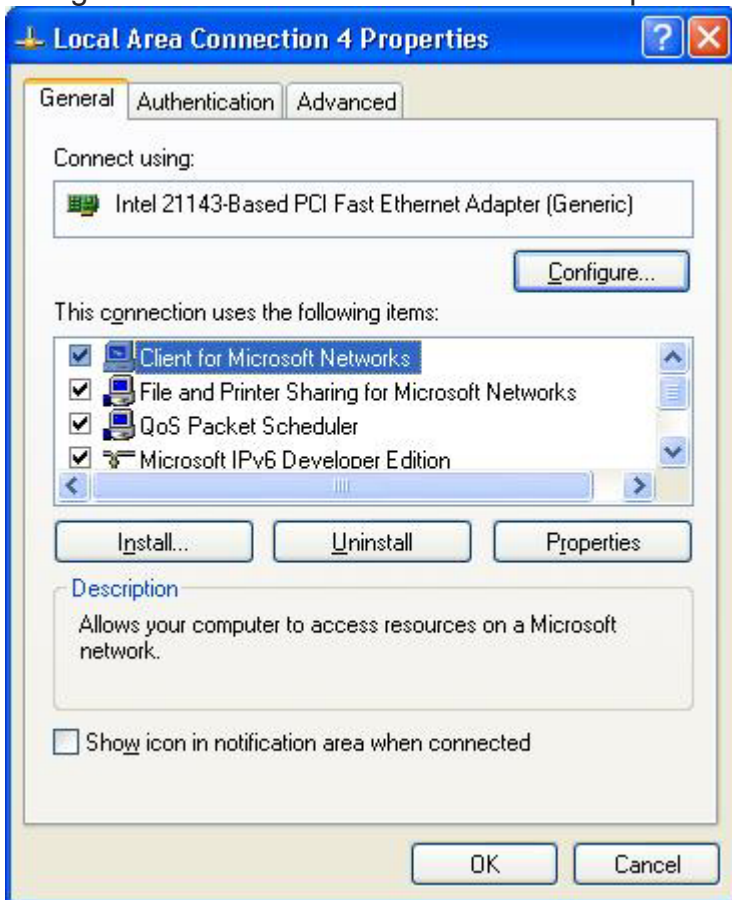 Local Area Connection 4 Properties
General Authentication Advanced
Connect using:
Intel 21143-Based PCI Fast Ethernet Adapter (Generic)
Configure...
This connection uses the following items:
Client for Microsoft Networks
File and Printer Sharing for Microsoft Networks
QoS Packet Scheduler
Microsoft IPv6 Developer Edition
Install... Uninstall Properties
Description
Allows your computer to access resources on a Microsoft
network.
Show icon in notification area when connected
OK Cancel